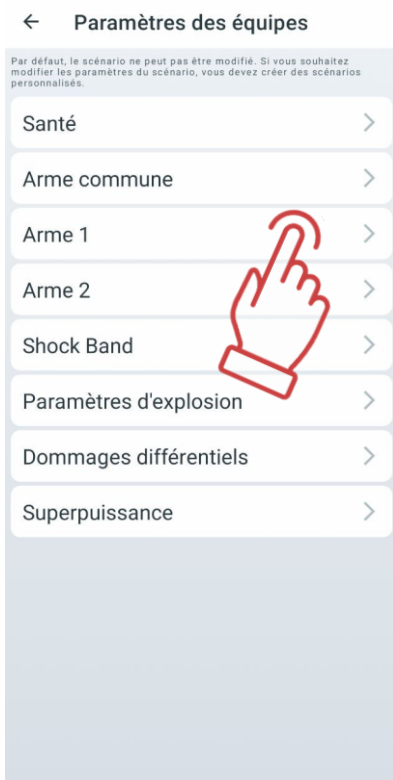 Paramètres des équipes
Par défaut, le scénario ne peut pas être modifié. Si vous souhaitez
modifier les paramètres du scénario, vous devez créer des scénarios
personnalisés.
Santé
Arme commune
Arme 1
Arme 2
Shock Band
Paramètres d'explosion
Dommages différentiels
Superpuissance